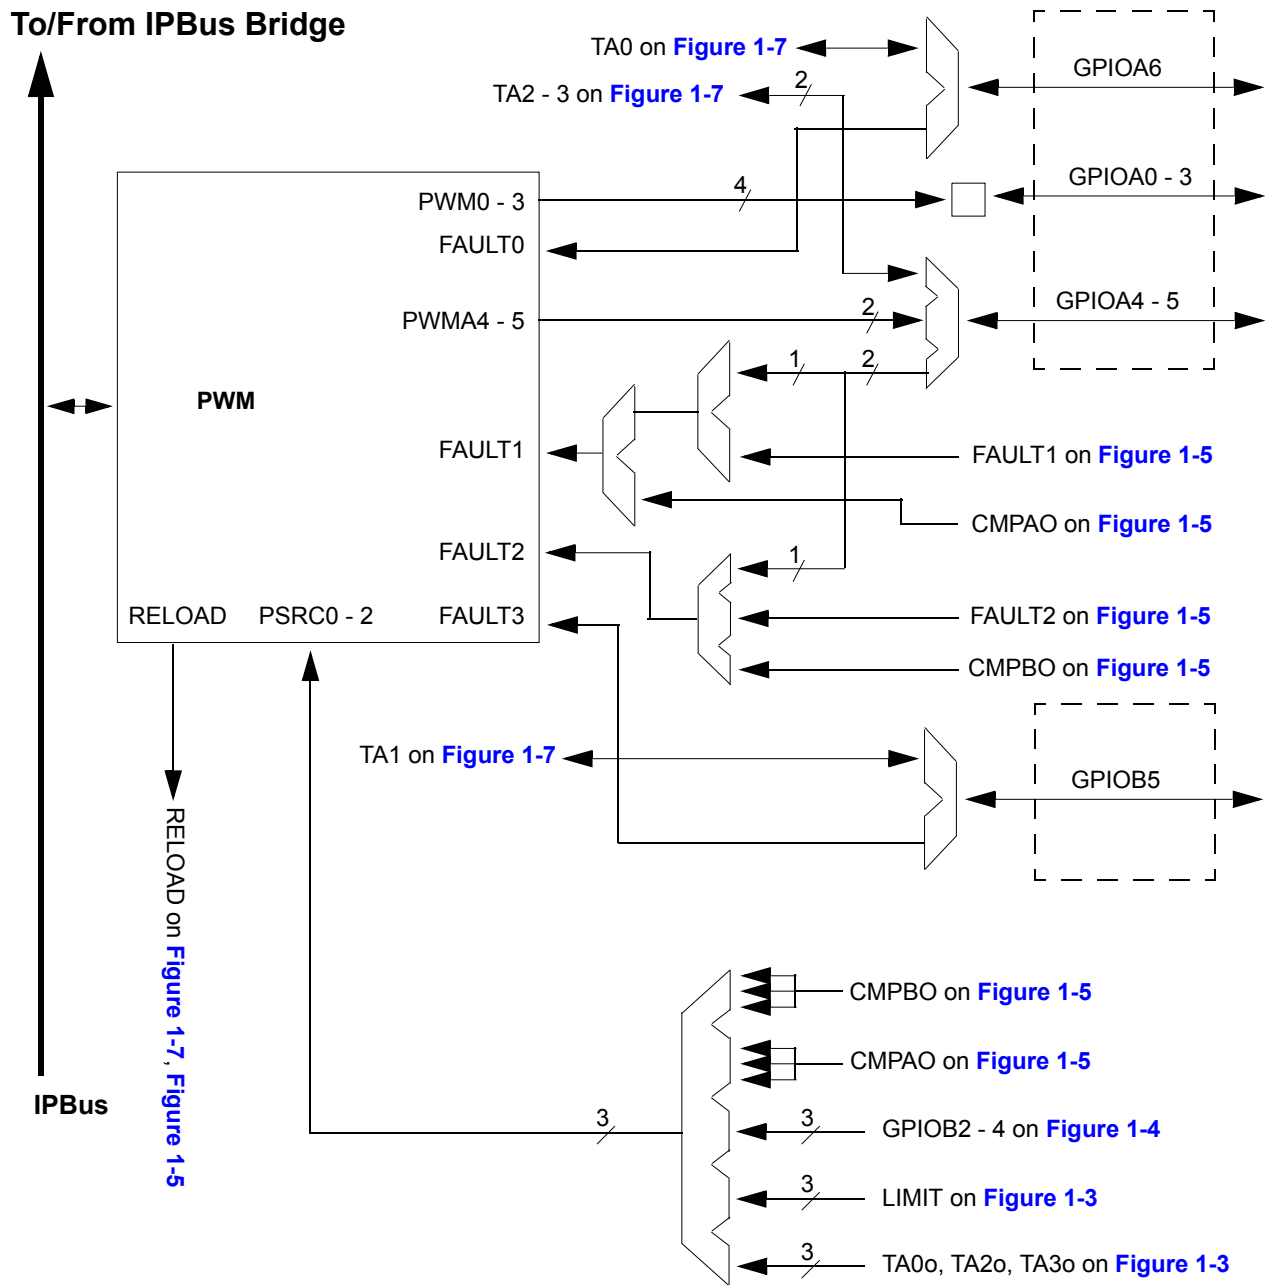 To/From IPBus Bridge
TA0 on Figure 1-7
GPIOA6
TA2 - 3 on Figure 1-7
2
GPIOA0 - 3
PWM0 - 3
4
FAULT0
GPIOA4 - 5
PWMA4 - 5
2
1
2
PWM
FAULT1
FAULT1 on Figure 1-5
CMPAO on Figure 1-5
FAULT2
1
RELOAD
PSRC0 - 2
FAULT3
FAULT2 on Figure 1-5
CMPBO on Figure 1-5
TA1 on Figure 1-7
GPIOB5
RELOAD on Figure 1-7, Figure 1-5
CMPBO on Figure 1-5
CMPAO on Figure 1-5
IPBus
3
3
GPIOB2 - 4 on Figure 1-4
3
LIMIT on Figure 1-3
3
TA0o, TA2o, TA3o on Figure 1-3